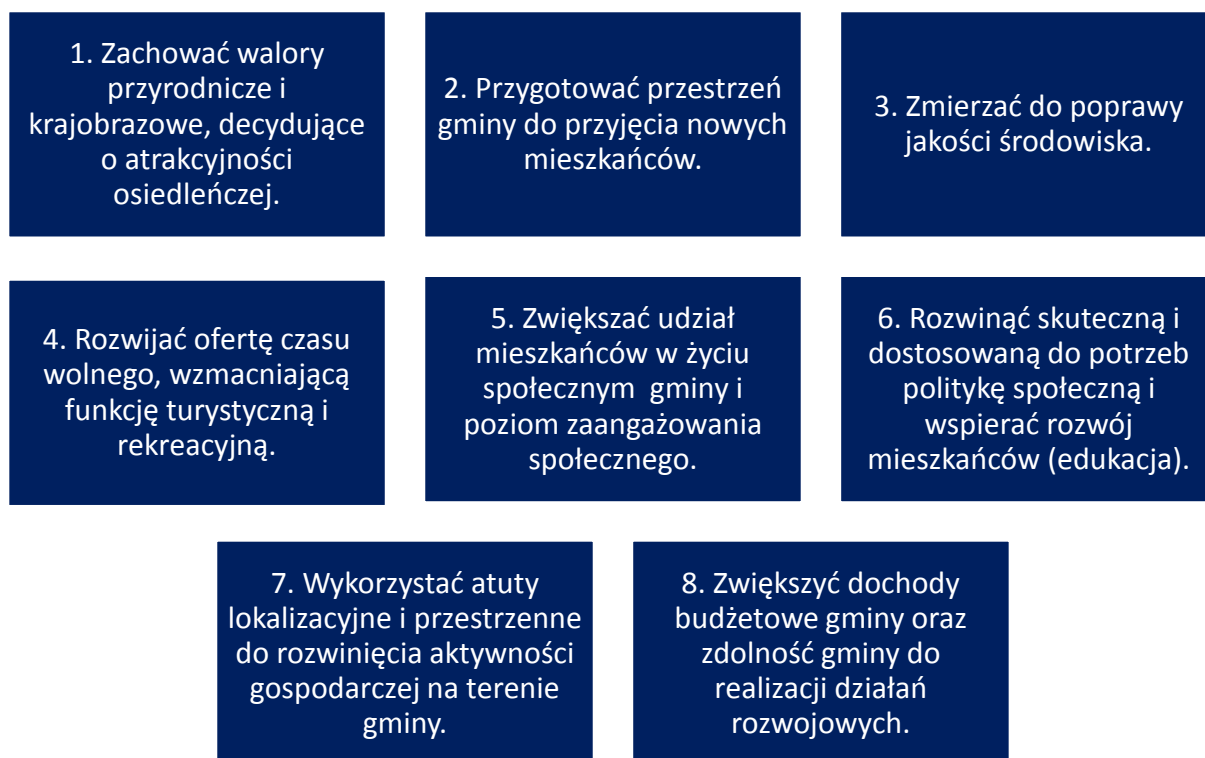 1. Zachować walory
przyrodnicze i
krajobrazowe, decydujące
o atrakcyjności
osiedleńczej.
2. Przygotować przestrzeń
gminy do przyjęcia nowych
mieszkańców.
3. Zmierzać do poprawy
jakości środowiska.
4. Rozwijać ofertę czasu
wolnego, wzmacniającą
funkcję turystyczną i
rekreacyjną.
5. Zwiększać udział
mieszkańców w życiu
społecznym  gminy i
poziom zaangażowania
społecznego.
6. Rozwinąć skuteczną i
dostosowaną do potrzeb
politykę społeczną i
wspierać rozwój
mieszkańców (edukacja).
7. Wykorzystać atuty
lokalizacyjne i przestrzenne
do rozwinięcia aktywności
gospodarczej na terenie
gminy.
8. Zwiększyć dochody
budżetowe gminy oraz
zdolność gminy do
realizacji działań
rozwojowych.